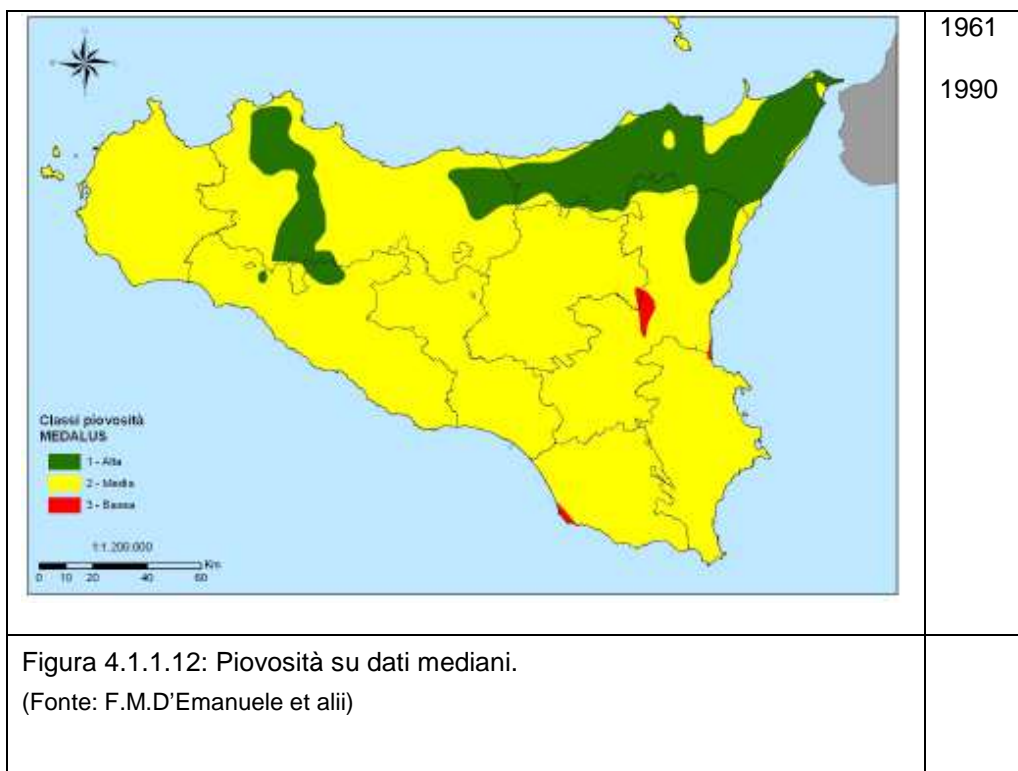 1961
1990
Classi piovosità
MEDALUS
1 - Alta
2 - Media
3 - Bassa
1:1.200.000
Km
0 10 20 40 60
Figura 4.1.1.12: Piovosità su dati mediani.
(Fonte: F.M.D'Emanuele et alii)